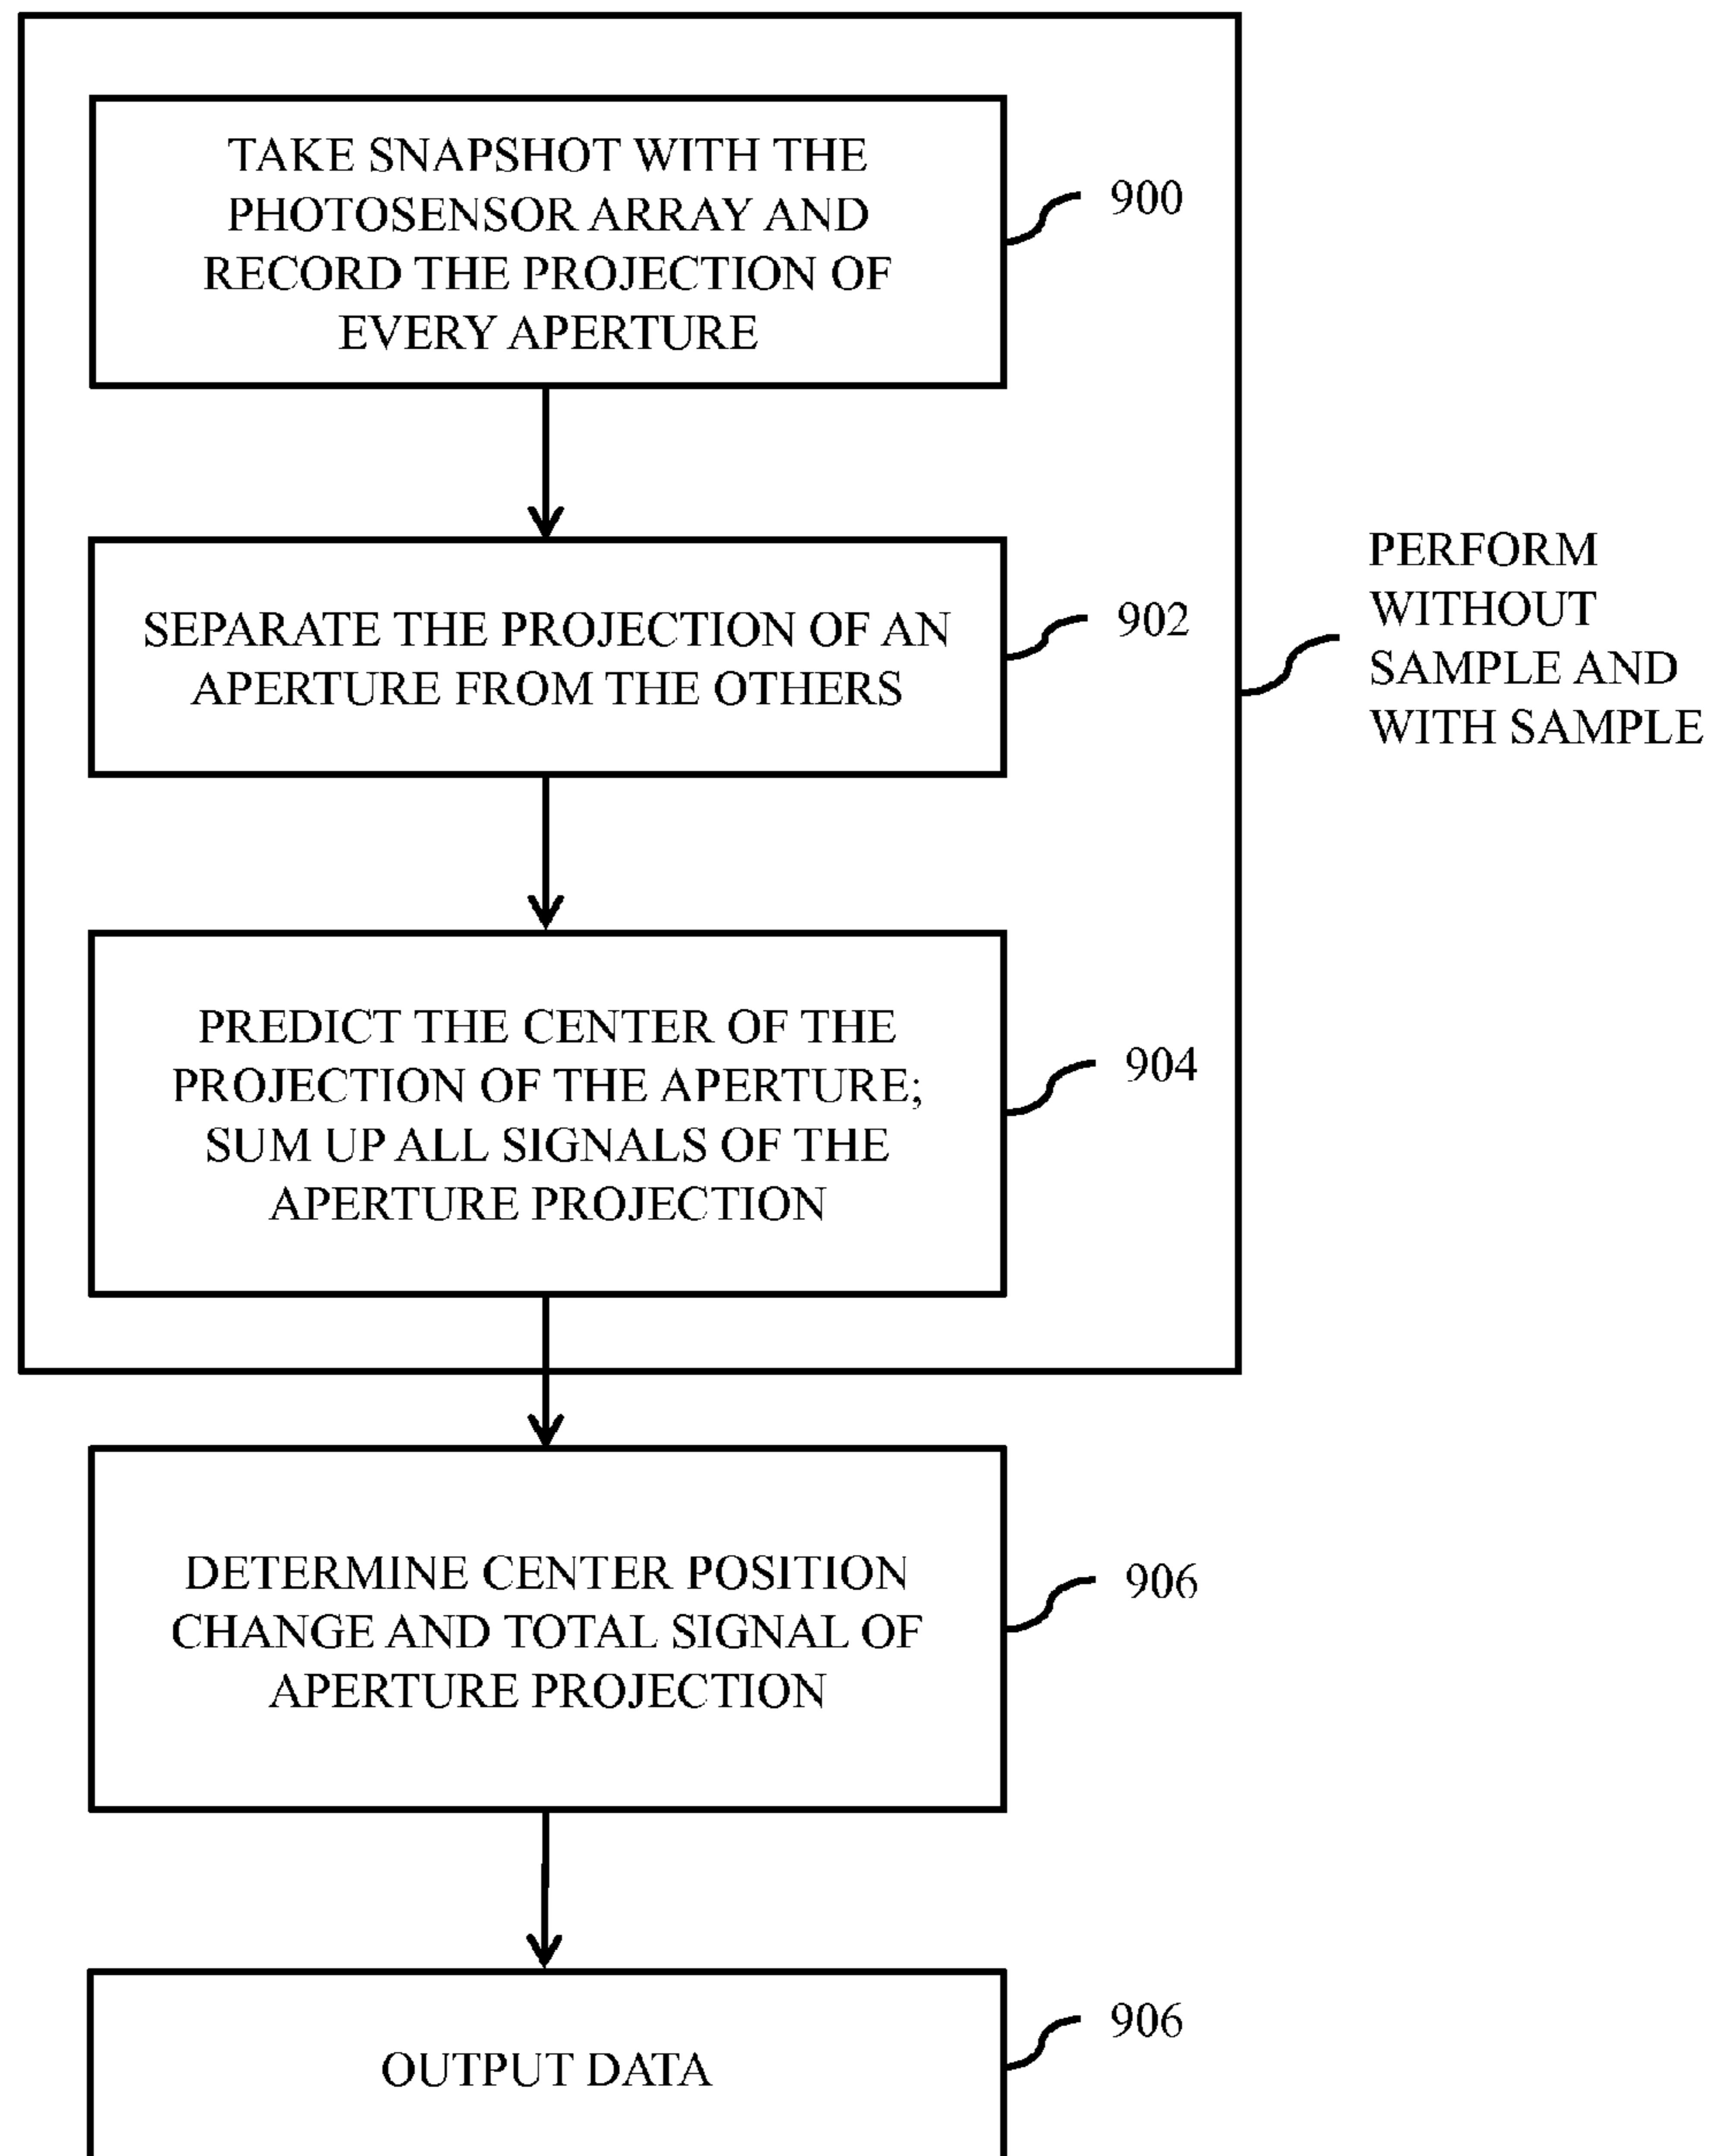 TAKE SNAPSHOT WITH THE
PHOTOSENSOR ARRAY AND
RECORD THE PROJECTION OF
EVERY APERTURE
900
SEPARATE THE PROJECTION OF AN
APERTURE FROM THE OTHERS
902
PERFORM
WITHOUT
SAMPLE AND
WITH SAMPLE
PREDICT THE CENTER OF THE
PROJECTION OF THE APERTURE;
SUM UP ALL SIGNALS OF THE
APERTURE PROJECTION
904
DETERMINE CENTER POSITION
CHANGE AND TOTAL SIGNAL OF
APERTURE PROJECTION
906
OUTPUT DATA
906